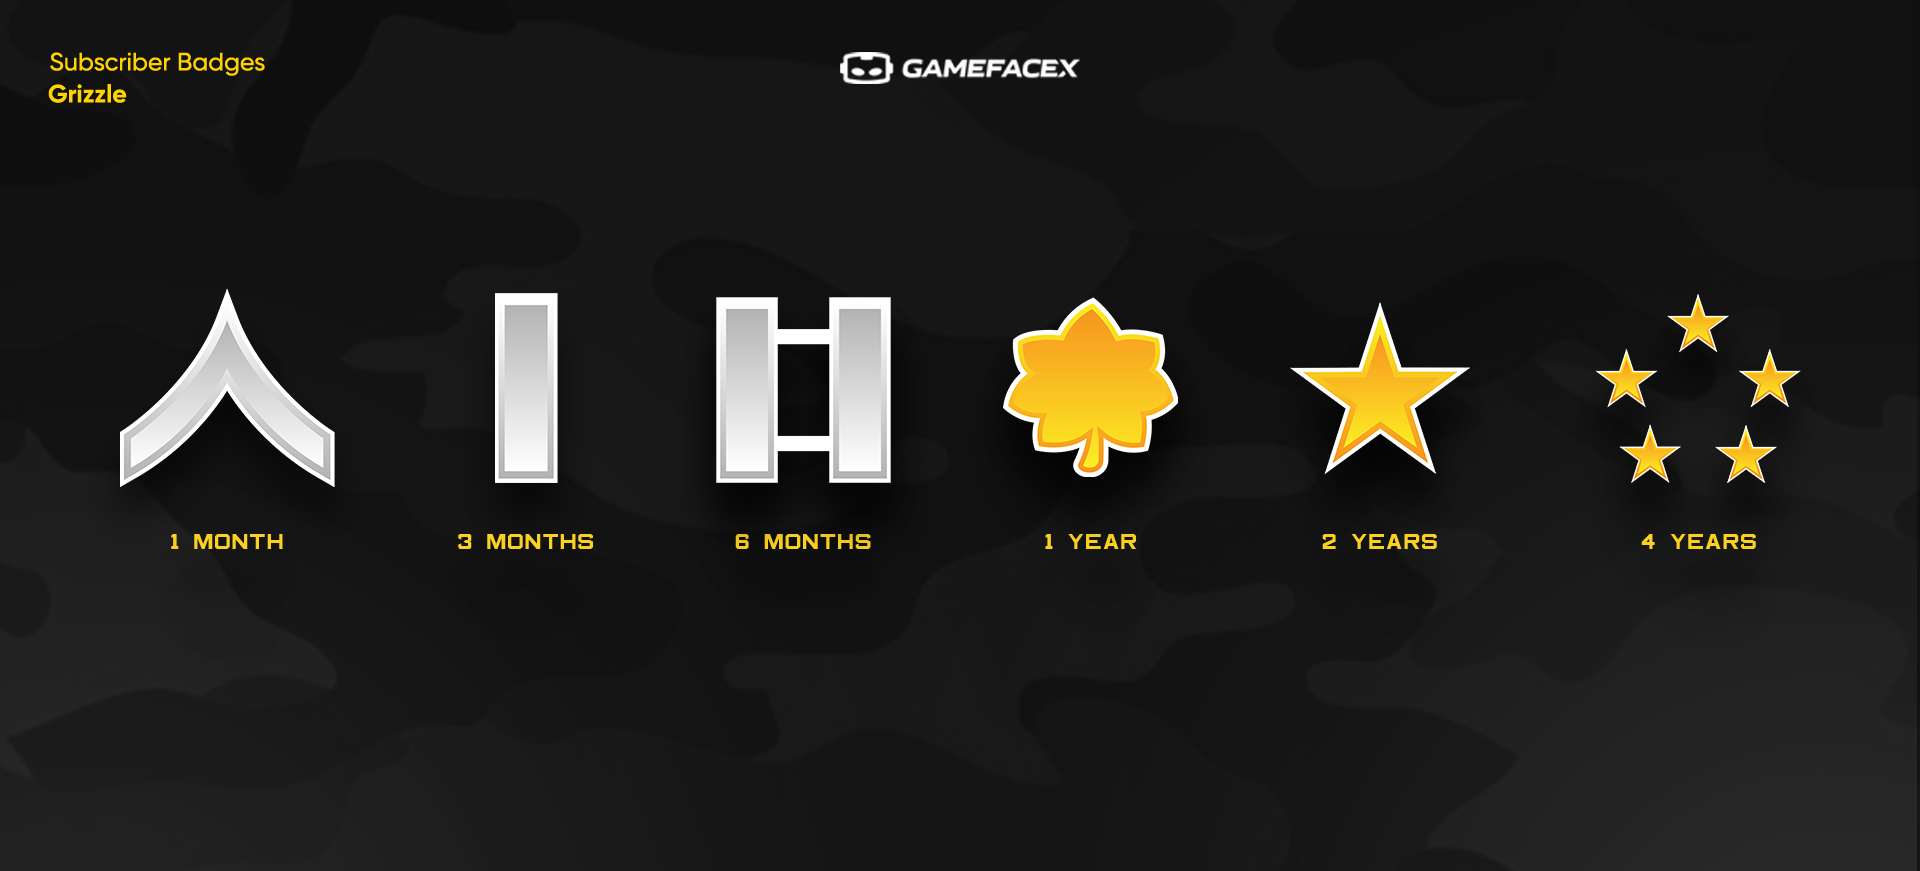 Subscriber Badges
Grizzle
GAMEFACEX
1 MONTH
3 MONTHS
6 MONTHS
1 YEAR
2 YEARS
4 YEARS